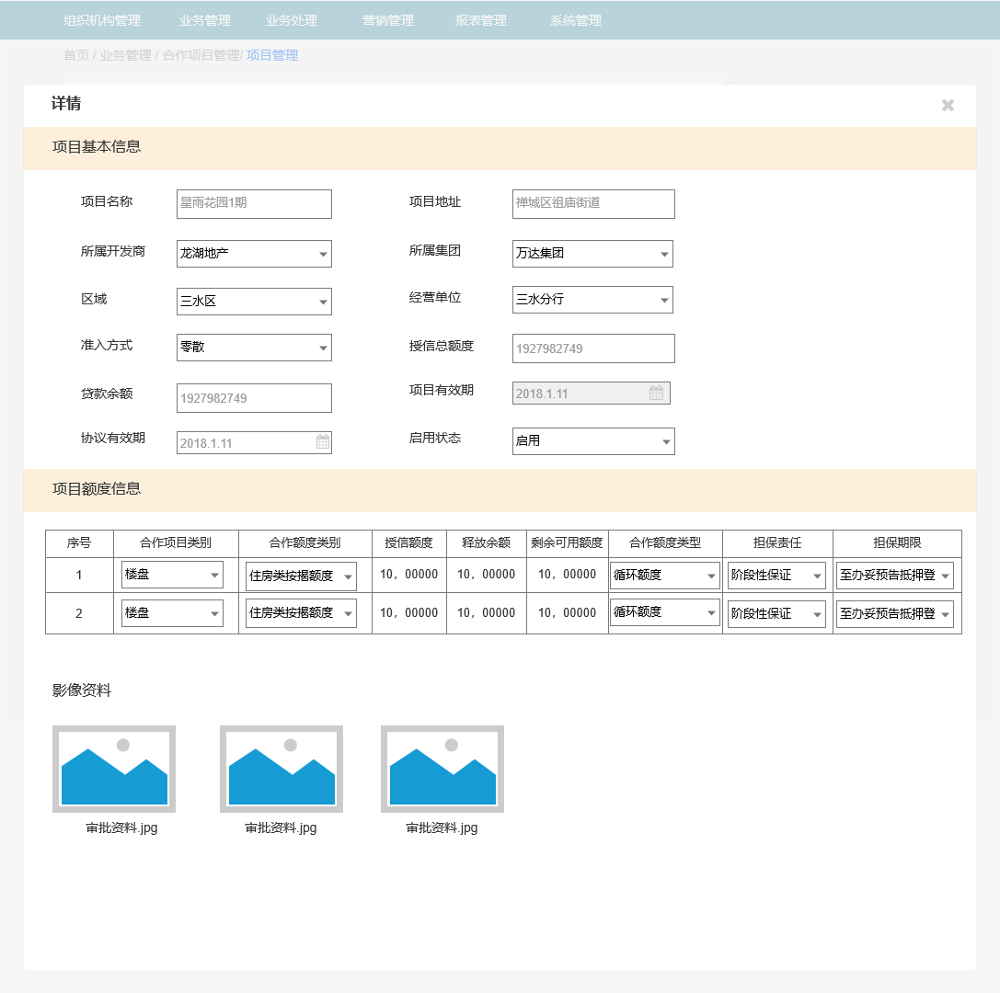 组织机构管理 业务管理 业务处理 营销管理 报表管理 系统管理
首页 / 业务管理 / 合作项目管理/ 项目管理
详情
项目基本信息
项目名称 星雨花园1期 项目地址 禅城区祖庙街道
所属开发商 龙湖地产 所属集团 万达集团
区域 三水区 经营单位 三水分行
准入方式 零散 授信总额度 1927982749
贷款余额 1927982749 项目有效期 2018.1.11
协议有效期 2018.1.11 启用状态 启用
项目额度信息
序号 合作项目类别 合作额度类别 授信额度 释放余额 剩余可用额度 合作额度类型 担保责任 担保期限
1 楼盘 住房类按揭额度 10，00000 10，00000 10，00000 循环额度 阶段性保证 至办妥预告抵押登
2 楼盘 住房类按揭额度 10，00000 10，00000 10，00000 循环额度 阶段性保证 至办妥预告抵押登
影像资料
审批资料.jpg 审批资料.jpg 审批资料.jpg